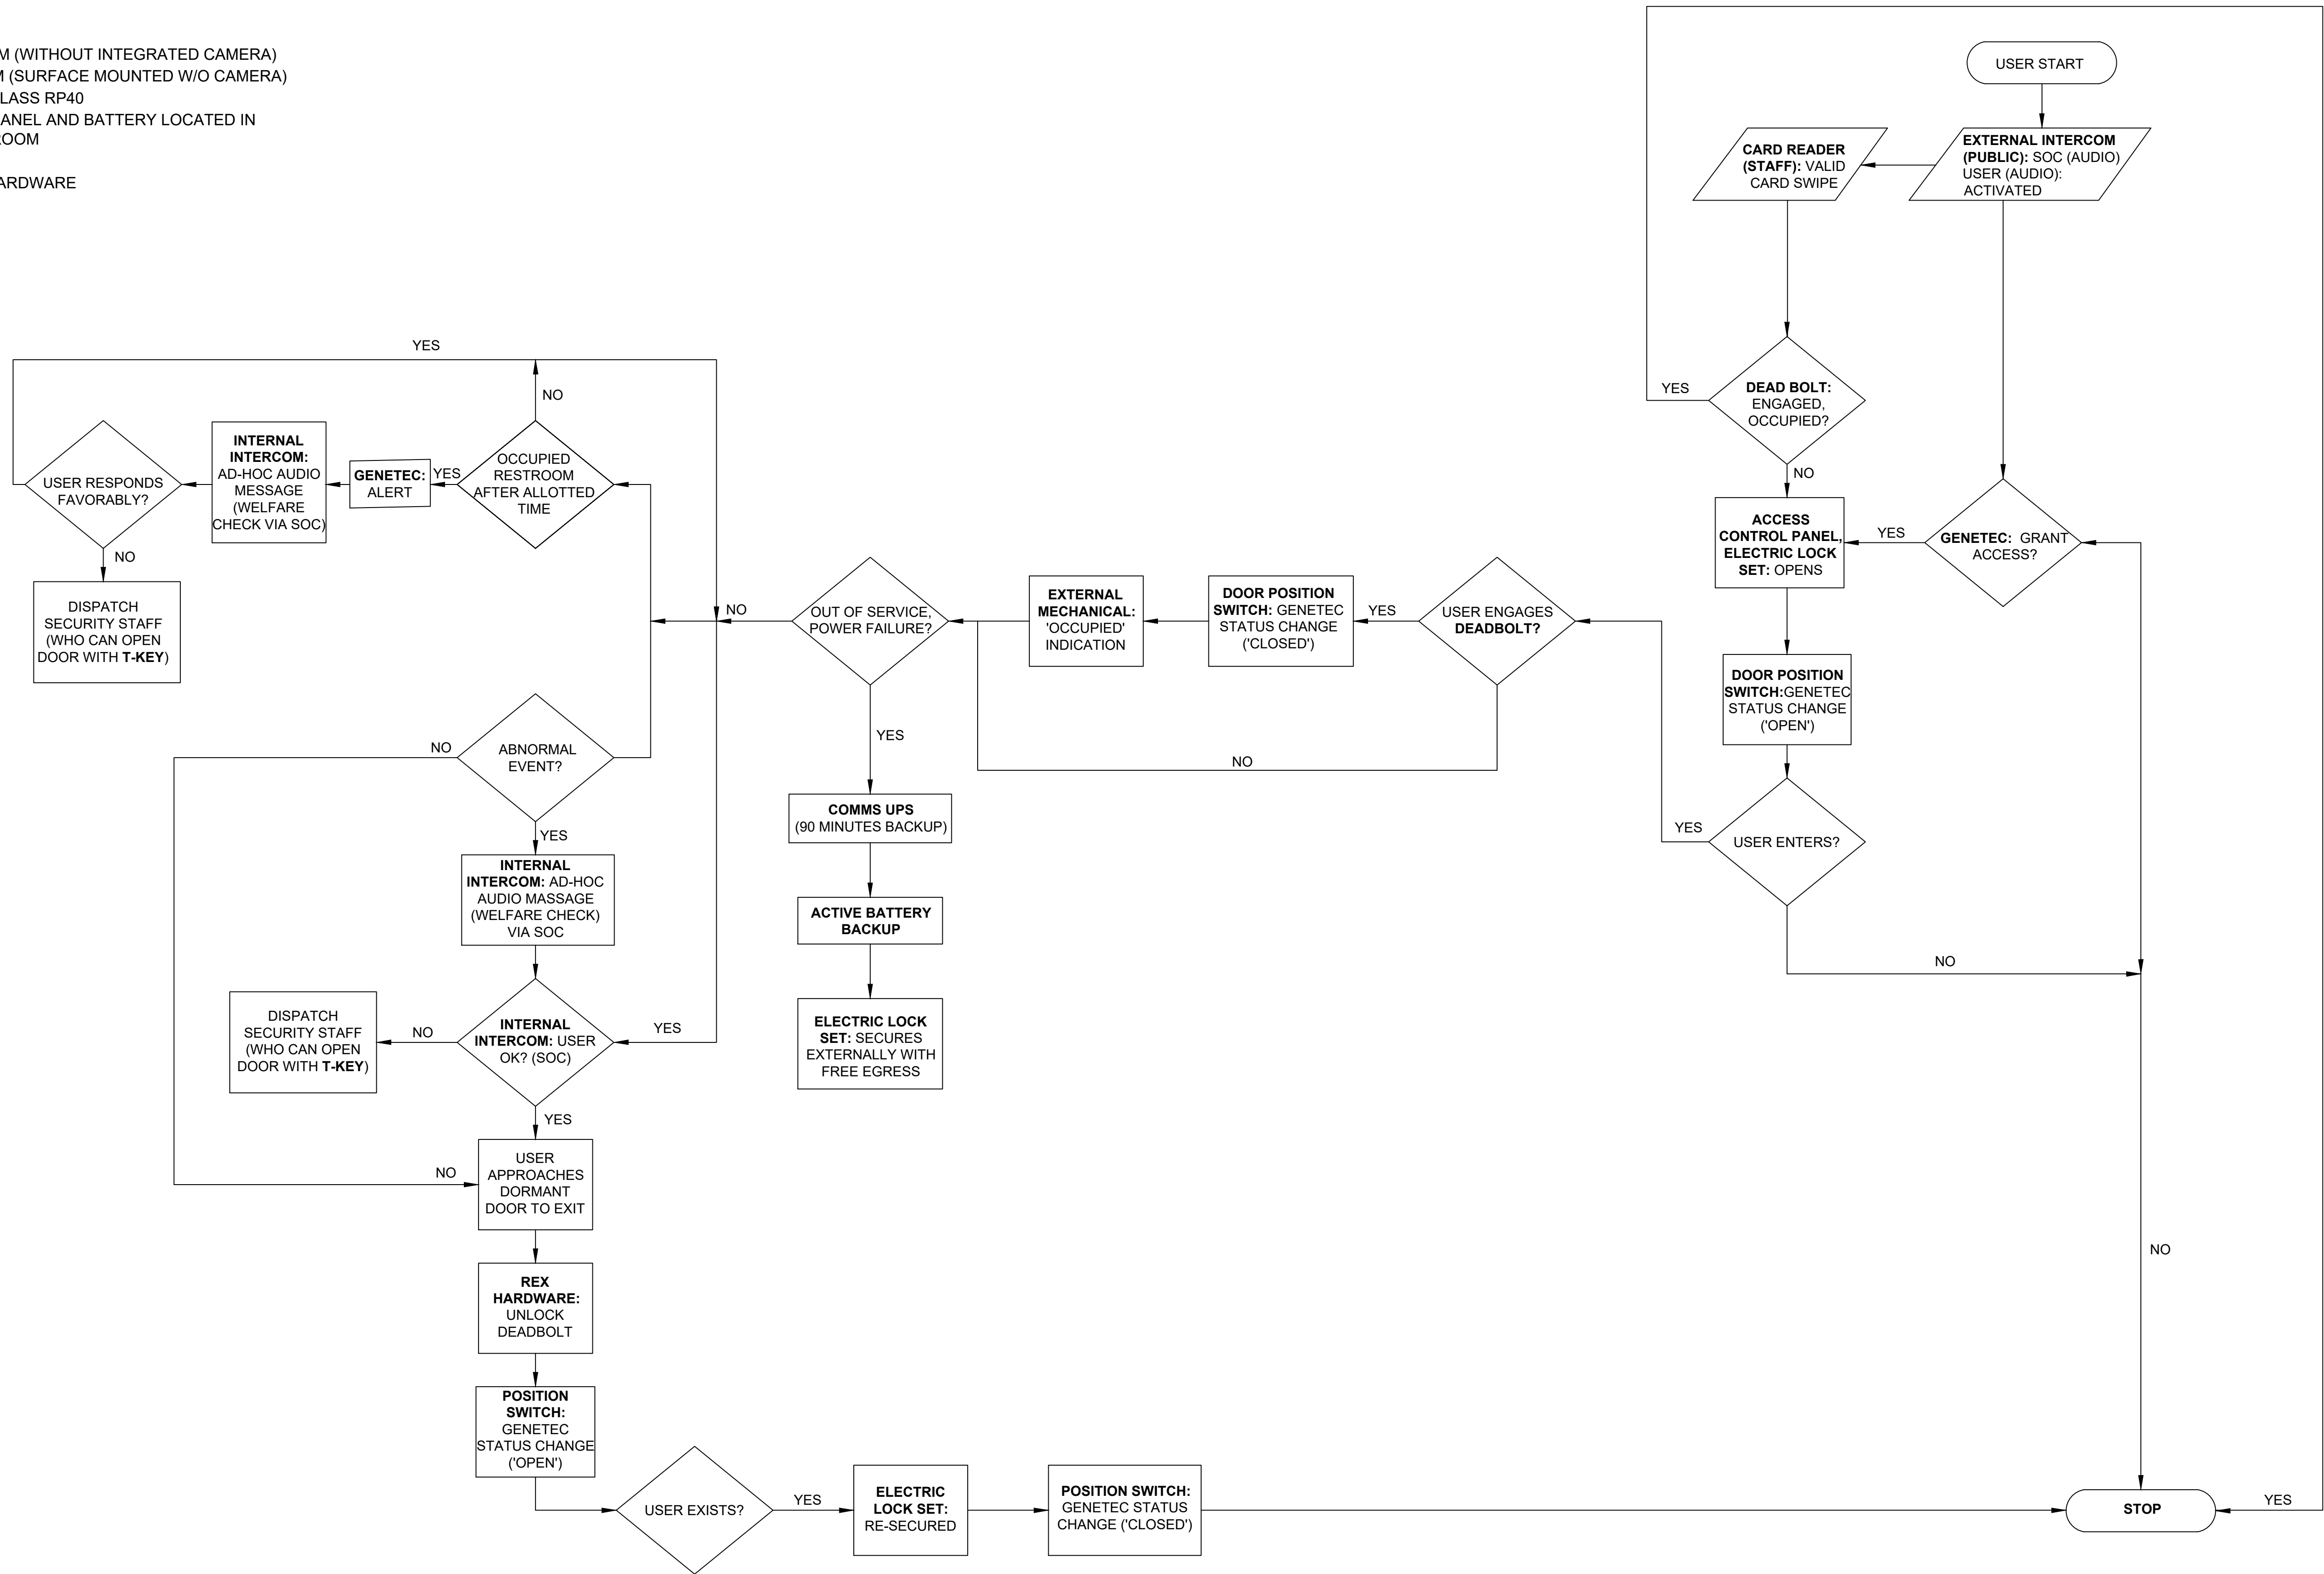 M (WITHOUT INTEGRATED CAMERA)
M (SURFACE MOUNTED W/O CAMERA)
LASS RP40
ANEL AND BATTERY LOCATED IN
OOM
ARDWARE
USER START
CARD READER
(STAFF): VALID
CARD SWIPE
EXTERNAL INTERCOM
(PUBLIC): SOC (AUDIO)
USER (AUDIO):
ACTIVATED
YES
DEAD BOLT:
ENGAGED,
OCCUPIED?
NO
ACCESS
CONTROL PANEL,
ELECTRIC LOCK
SET: OPENS
YES
GENETEC: GRANT
ACCESS?
DOOR POSITION
SWITCH:GENETEC
STATUS CHANGE
('OPEN')
YES
USER ENTERS?
NO
NO
YES
NO
USER RESPONDS
FAVORABLY?
INTERNAL
INTERCOM:
AD-HOC AUDIO
MESSAGE
(WELFARE
CHECK VIA SOC)
GENETEC:
ALERT
YES
OCCUPIED
RESTROOM
AFTER ALLOTTED
TIME
NO
DISPATCH
SECURITY STAFF
(WHO CAN OPEN
DOOR WITH T-KEY)
NO
OUT OF SERVICE,
POWER FAILURE?
EXTERNAL
MECHANICAL:
'OCCUPIED'
INDICATION
DOOR POSITION
SWITCH: GENETEC
STATUS CHANGE
('CLOSED')
YES
USER ENGAGES
DEADBOLT?
NO
YES
COMMS UPS
(90 MINUTES BACKUP)
ACTIVE BATTERY
BACKUP
ELECTRIC LOCK
SET: SECURES
EXTERNALLY WITH
FREE EGRESS
NO
ABNORMAL
EVENT?
YES
INTERNAL
INTERCOM: AD-HOC
AUDIO MASSAGE
(WELFARE CHECK)
VIA SOC
DISPATCH
SECURITY STAFF
(WHO CAN OPEN
DOOR WITH T-KEY)
NO
INTERNAL
INTERCOM: USER
OK? (SOC)
YES
YES
NO
USER
APPROACHES
DORMANT
DOOR TO EXIT
REX
HARDWARE:
UNLOCK
DEADBOLT
POSITION
SWITCH:
GENETEC
STATUS CHANGE
('OPEN')
USER EXISTS?
YES
ELECTRIC
LOCK SET:
RE-SECURED
POSITION SWITCH:
GENETEC STATUS
CHANGE ('CLOSED')
STOP
YES